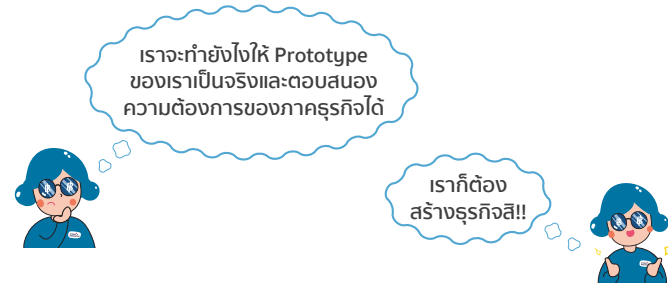 เราจะทำยังไงให้ Prototype
ของเราเป็นจริงและตอบสนอง
ความต้องการของภาคธุรกิจได้
เราก็ต้อง
สร้างธุรกิจสิ!!